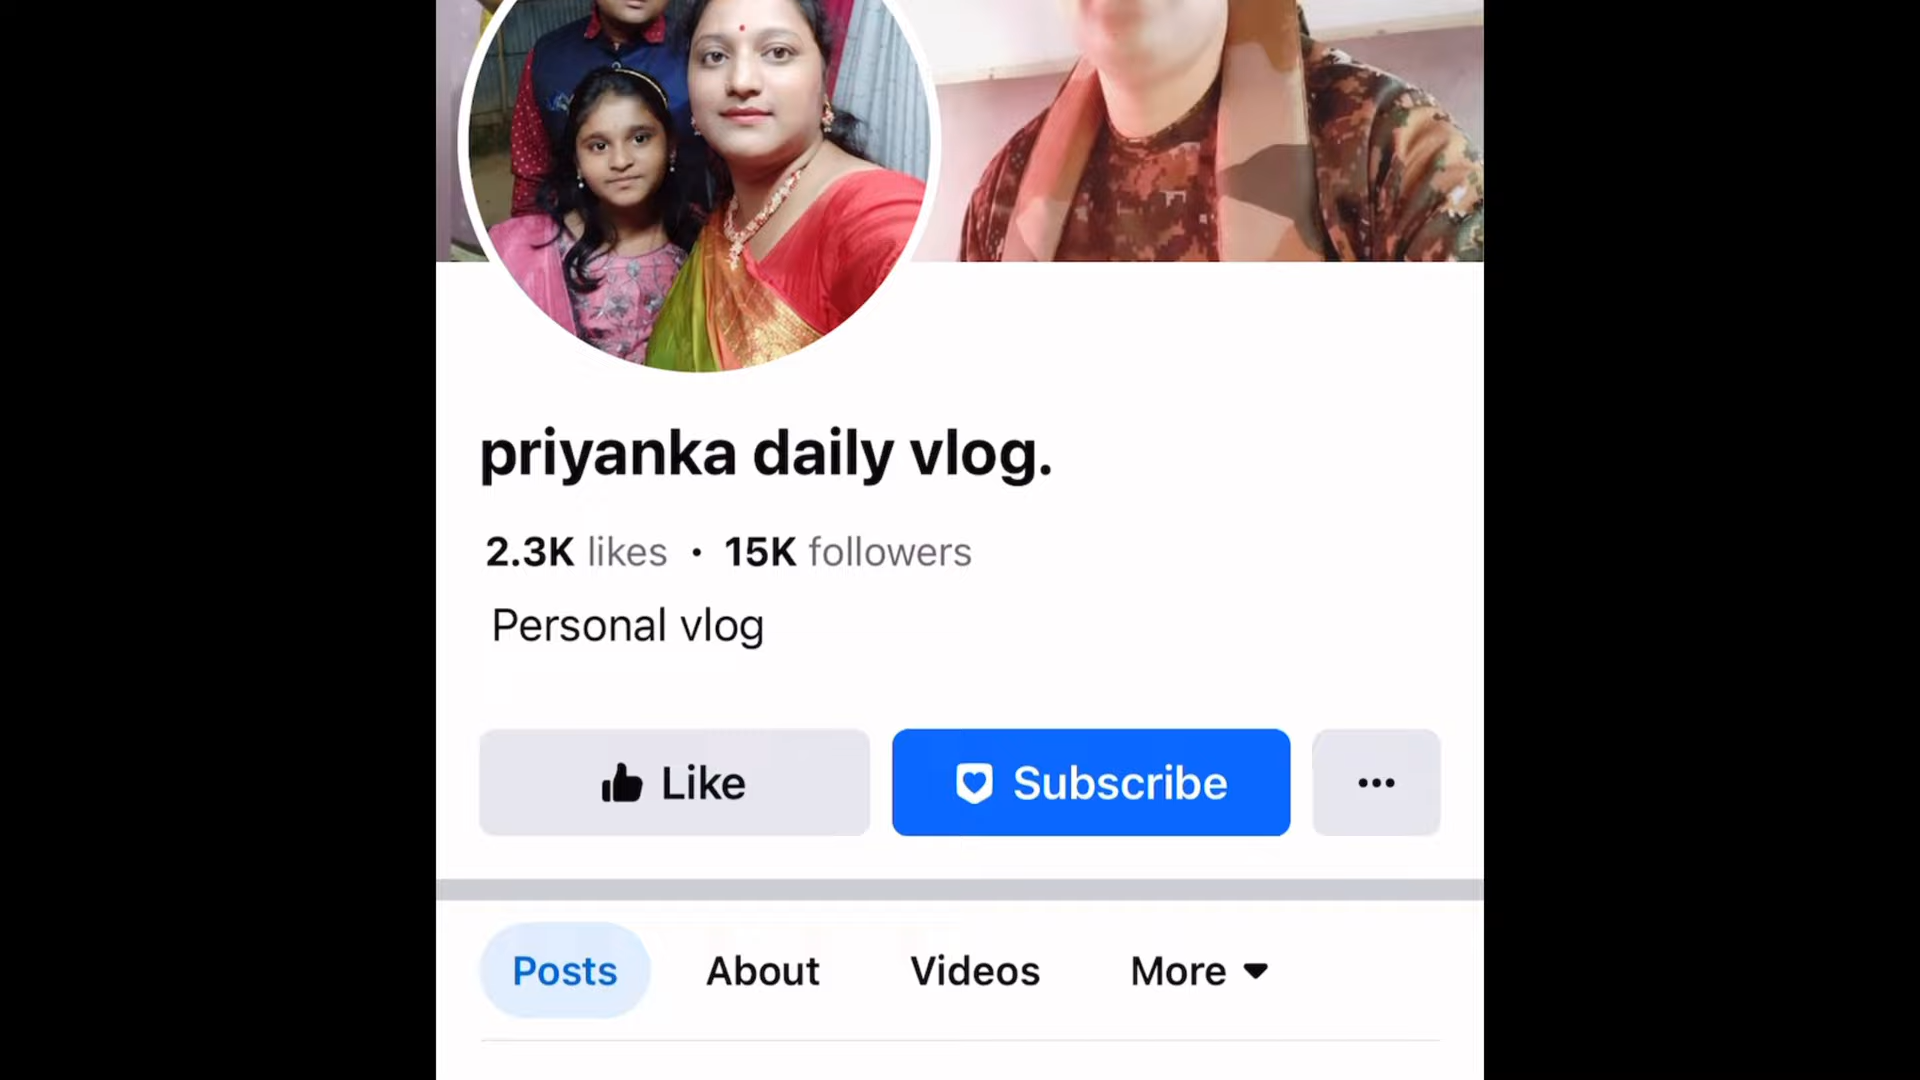 priyanka daily vlog.
2.3K likes • 15K followers
Personal vlog
Like Subscribe
Posts About Videos More